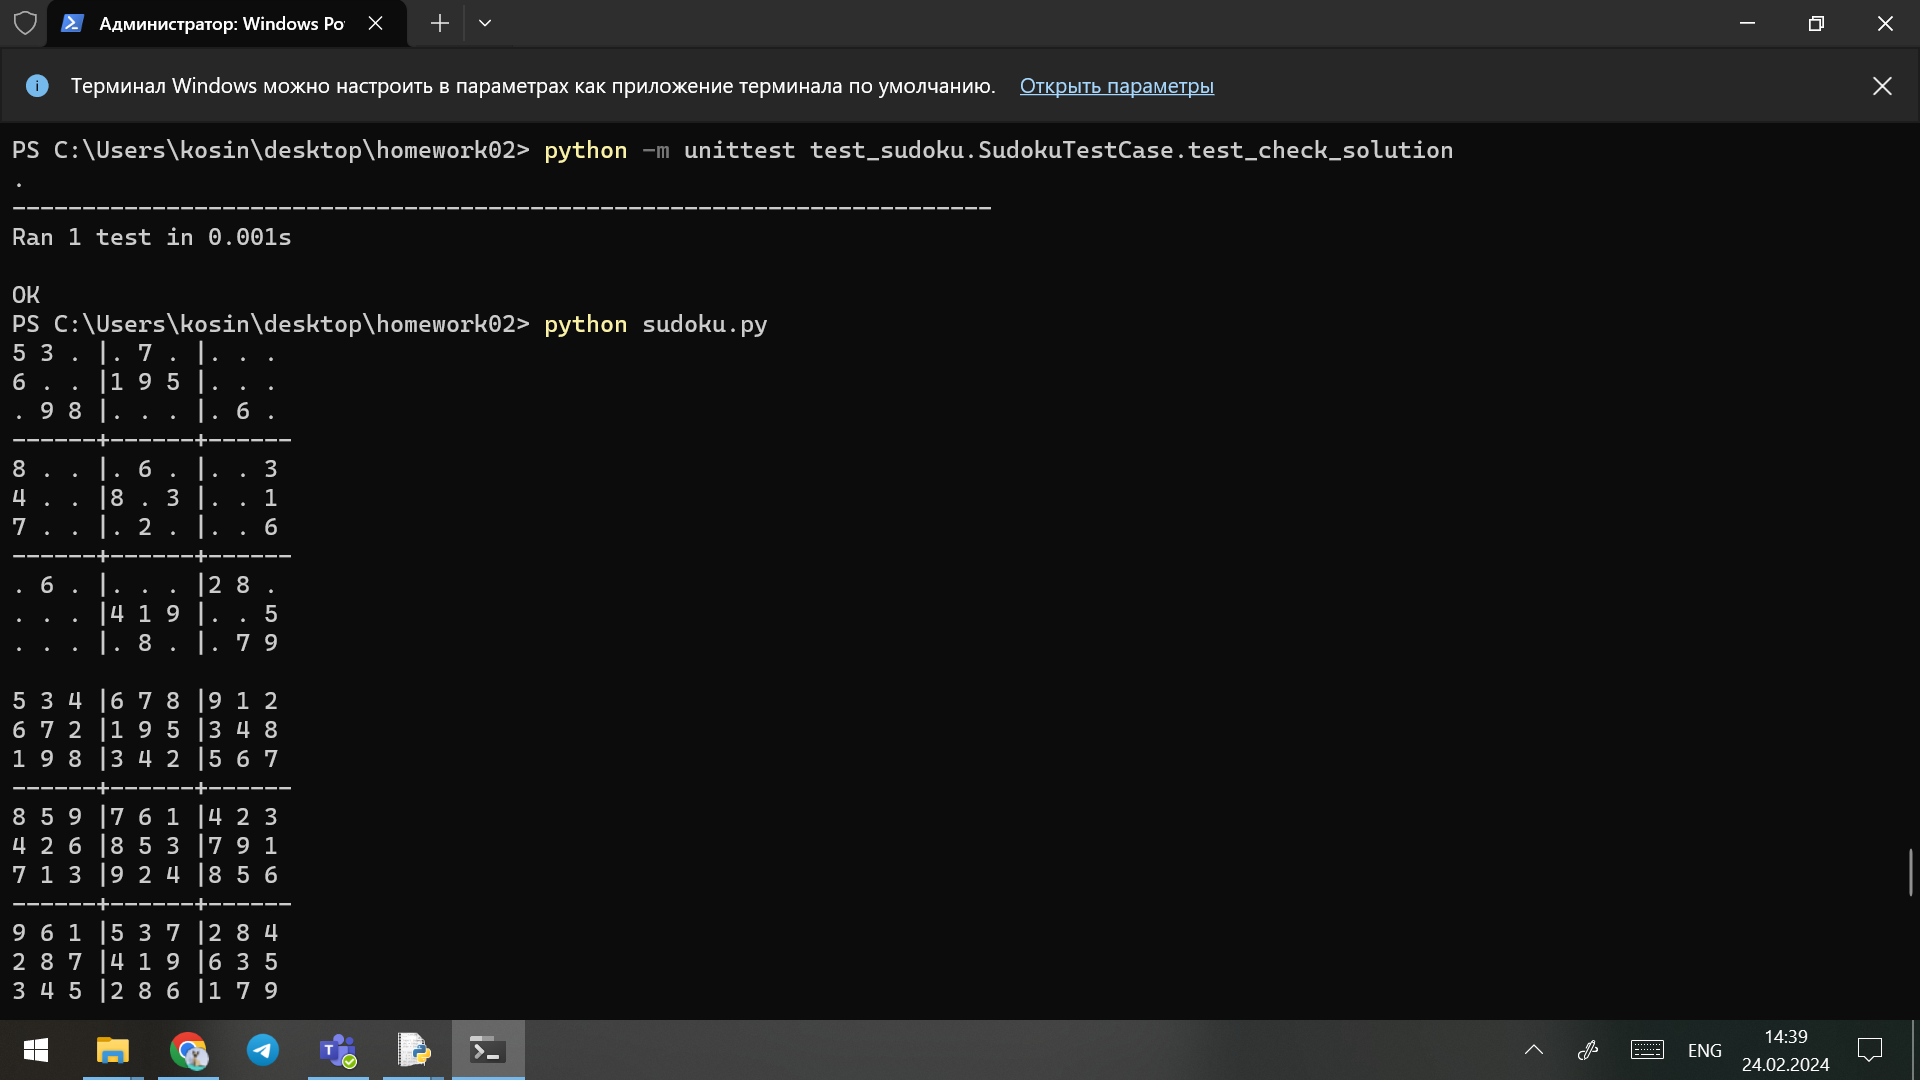 Администратор: Windows Po
Терминал Windows можно настроить в параметрах как приложение терминала по умолчанию. Открыть параметры
PS C:\Users\kosin\desktop\homework02> python -m unittest test_sudoku.SudokuTestCase.test_check_solution
.
----------------------------------------------------------------------
Ran 1 test in 0.001s
OK
PS C:\Users\kosin\desktop\homework02> python sudoku.py
5 3 . |. 7 . |. . .
6 . . |1 9 5 |. . .
. 9 8 |. . . |. 6 .
------+------+------
8 . . |. 6 . |. . 3
4 . . |8 . 3 |. . 1
7 . . |. 2 . |. . 6
------+------+------
. 6 . |. . . |2 8 .
. . . |4 1 9 |. . 5
. . . |. 8 . |. 7 9
5 3 4 |6 7 8 |9 1 2
6 7 2 |1 9 5 |3 4 8
1 9 8 |3 4 2 |5 6 7
------+------+------
8 5 9 |7 6 1 |4 2 3
4 2 6 |8 5 3 |7 9 1
7 1 3 |9 2 4 |8 5 6
------+------+------
9 6 1 |5 3 7 |2 8 4
2 8 7 |4 1 9 |6 3 5
3 4 5 |2 8 6 |1 7 9
ENG
14:39
24.02.2024